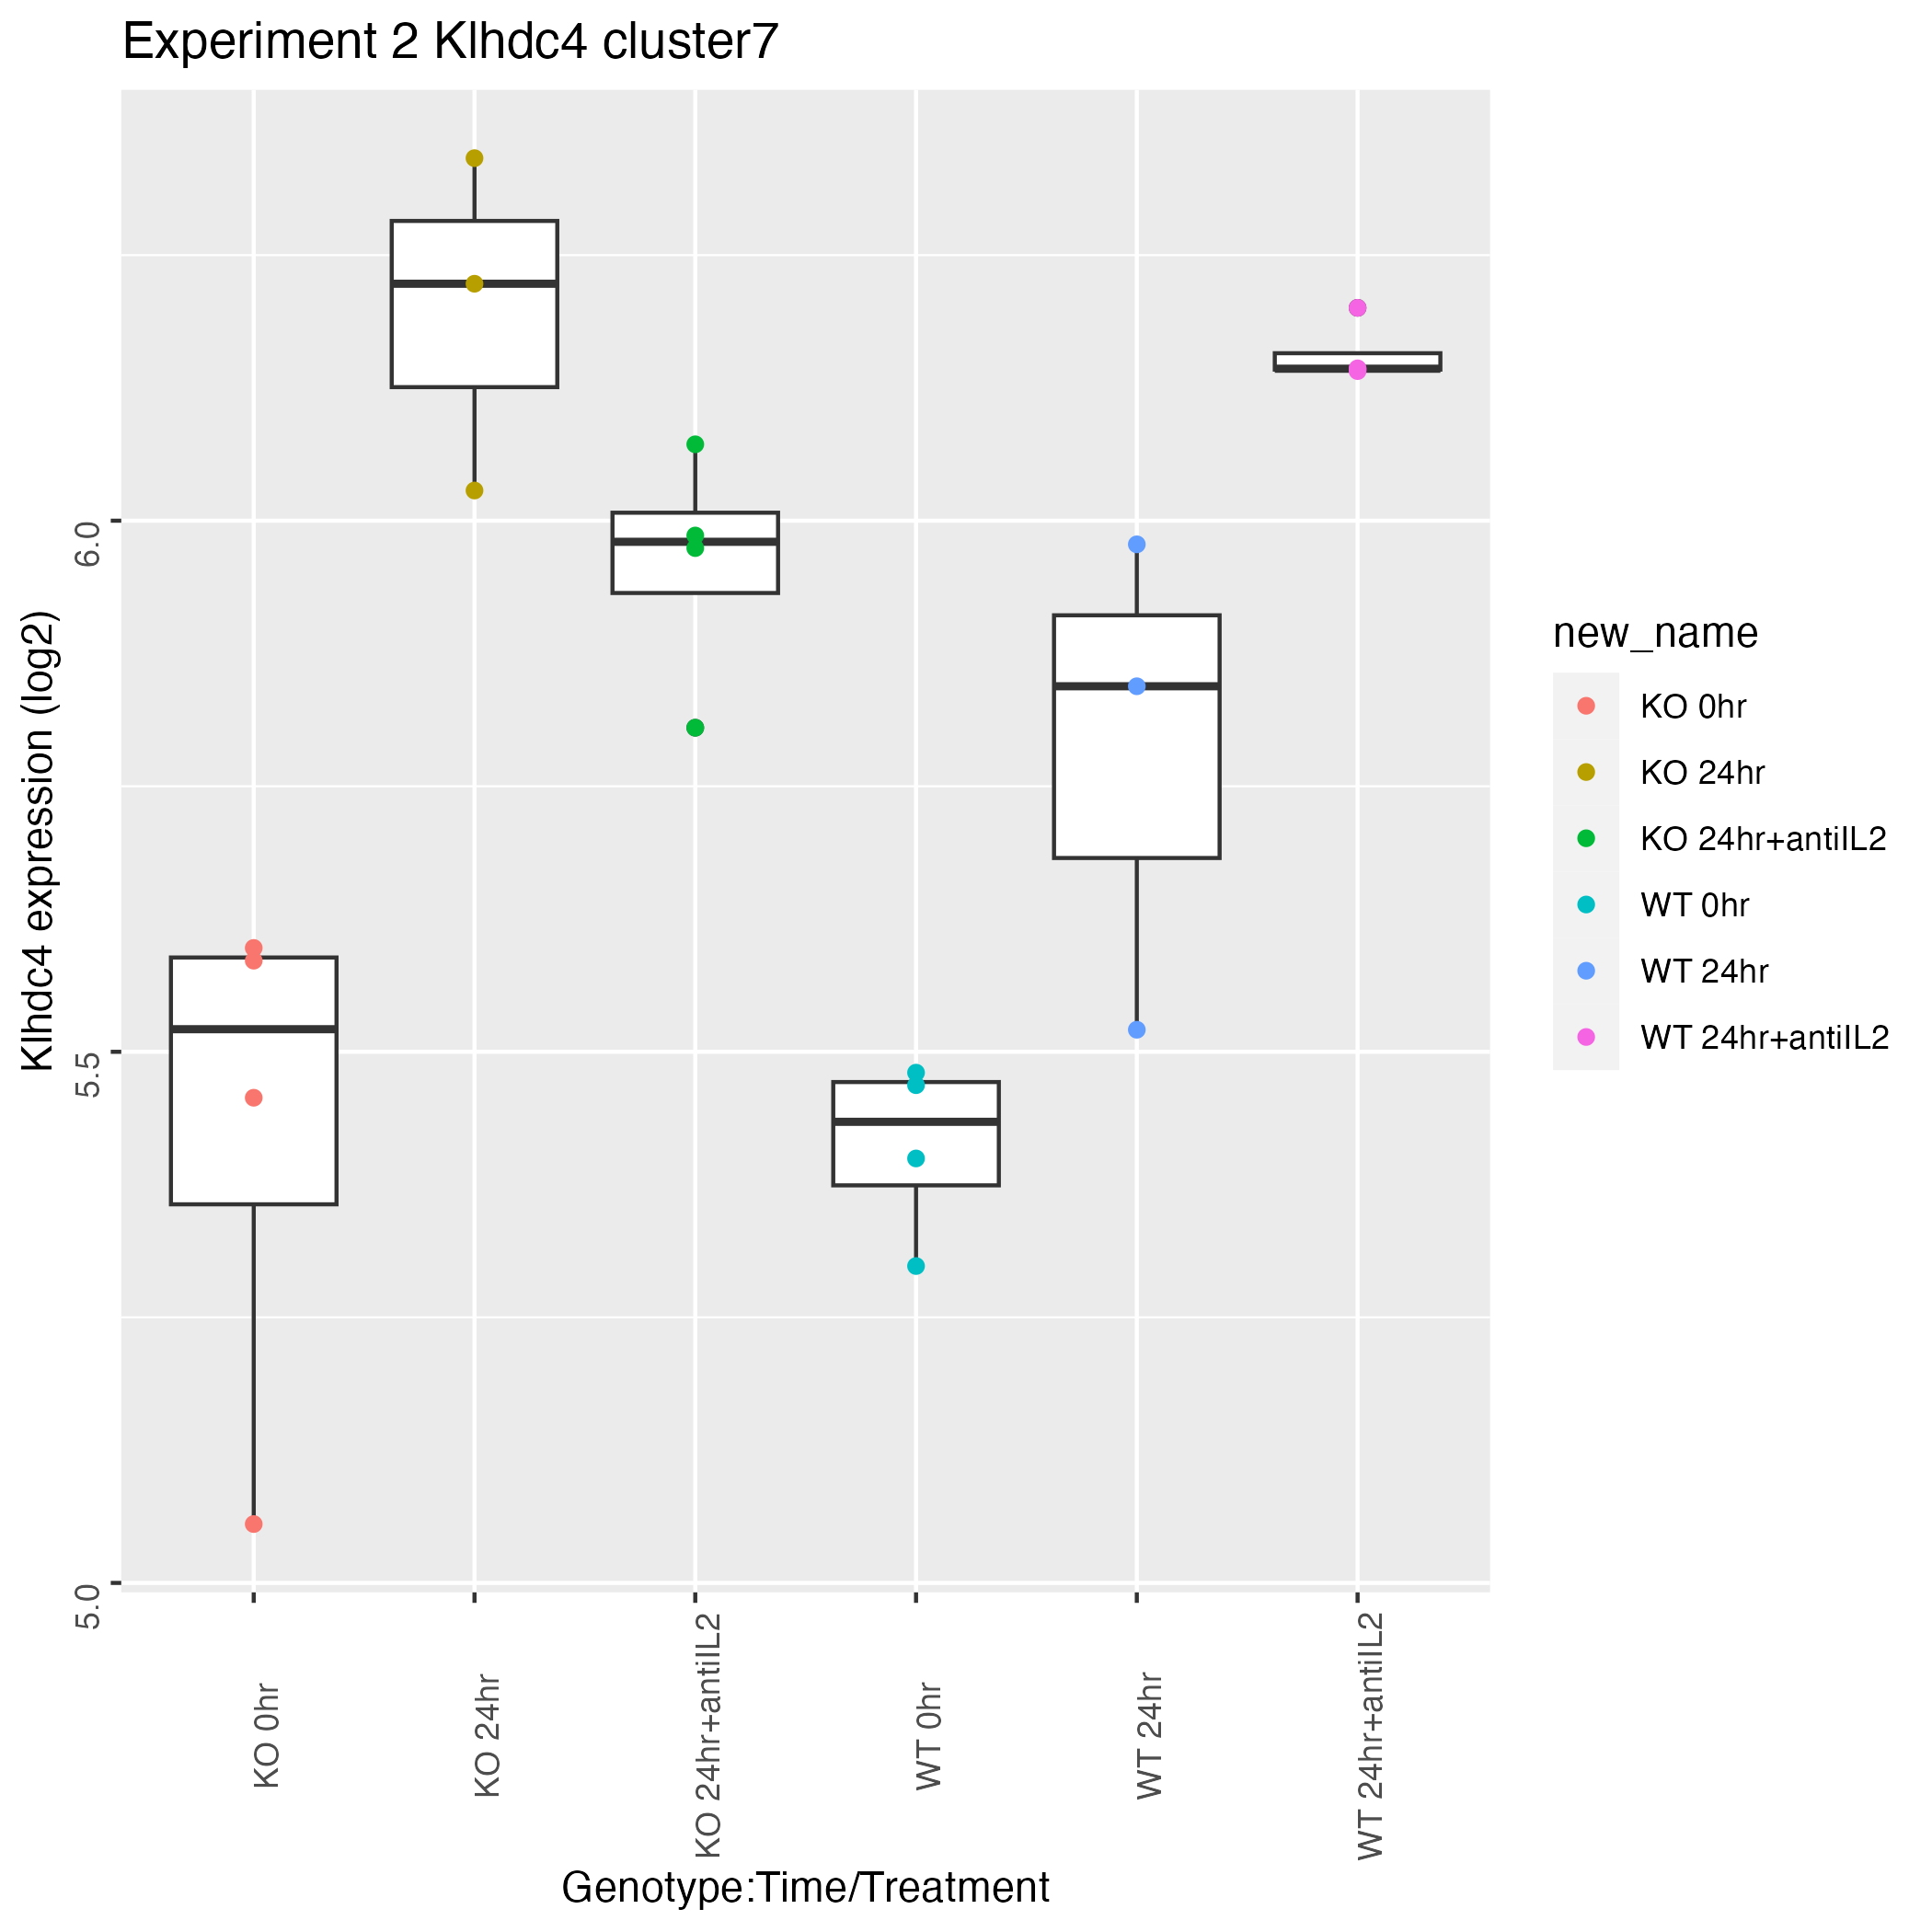 Experiment 2 Klhdc4 cluster7
Klhdc4 expression (log2)
6.0
5.5
5.0
KO 0hr
KO 24hr
KO 24hr+antiIL2
WT 0hr
WT 24hr
WT 24hr+antiIL2
Genotype:Time/Treatment
new_name
KO 0hr
KO 24hr
KO 24hr+antiIL2
WT 0hr
WT 24hr
WT 24hr+antiIL2